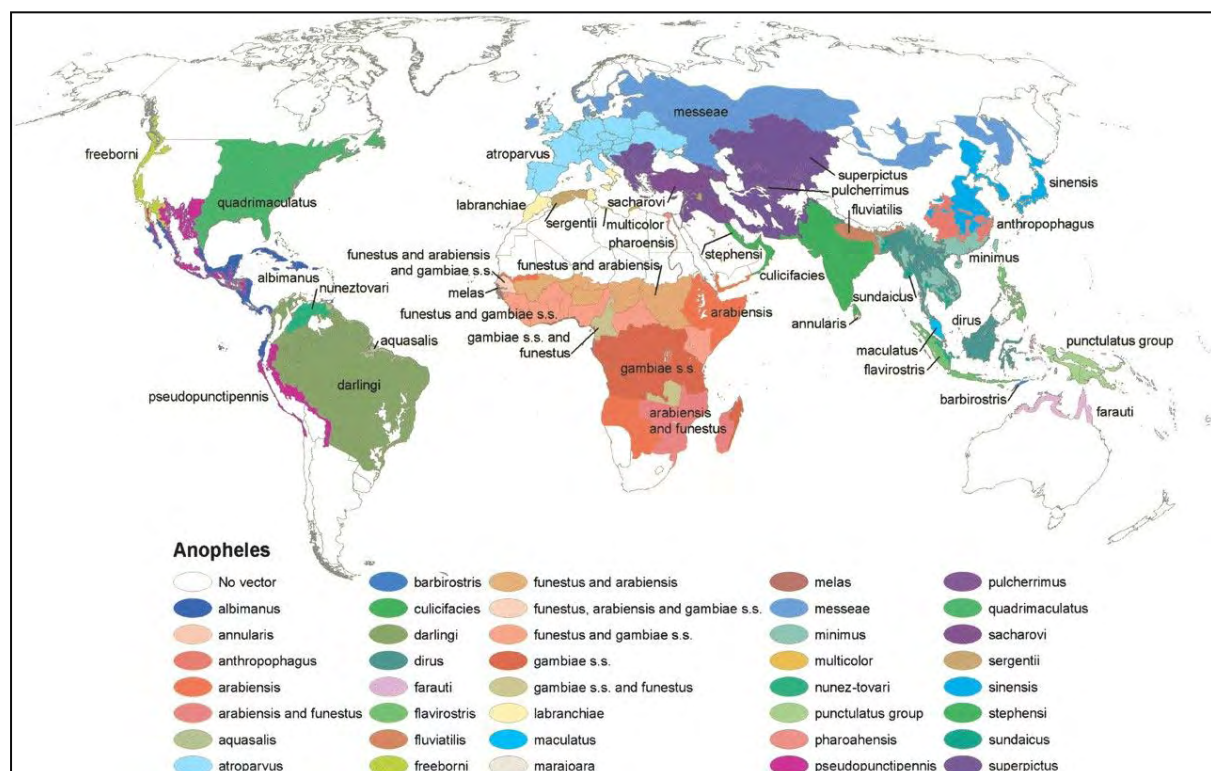 freeborni
quadrimaculatus
albimanus
nuneztovari
aquasalis
darlingi
pseudopunctipennis
messeae
atroparvus
labranchiae
sergentii
sacharovi
multicolor
pharoensis
superpictus
pulcherrimus
fluviatilis
sinensis
anthropophagus
minimus
stephensi
culicifacies
sundaicus
annularis
dirus
maculatus
flavirostris
barbirostris
punctulatus group
farauti
funestus and arabiensis
and gambiae s.s.
funestus and arabiensis
melas
funestus and gambiae s.s.
arabiensis
gambiae s.s. and
funestus
gambiae s.s.
arabiensis
and funestus
Anopheles
No vector
albimanus
annularis
anthropophagus
arabiensis
arabiensis and funestus
aquasalis
atroparvus
barbirostris
culicifacies
darlingi
dirus
farauti
flavirostris
fluviatilis
freeborni
funestus and arabiensis
funestus, arabiensis and gambiae s.s.
funestus and gambiae s.s.
gambiae s.s.
gambiae s.s. and funestus
labranchiae
maculatus
marajoara
melas
messeae
minimus
multicolor
nunez-tovari
punctulatus group
pharoahensis
pseudopunctipennis
pulcherrimus
quadrimaculatus
sacharovi
sergentii
sinensis
stephensi
sundaicus
superpictus